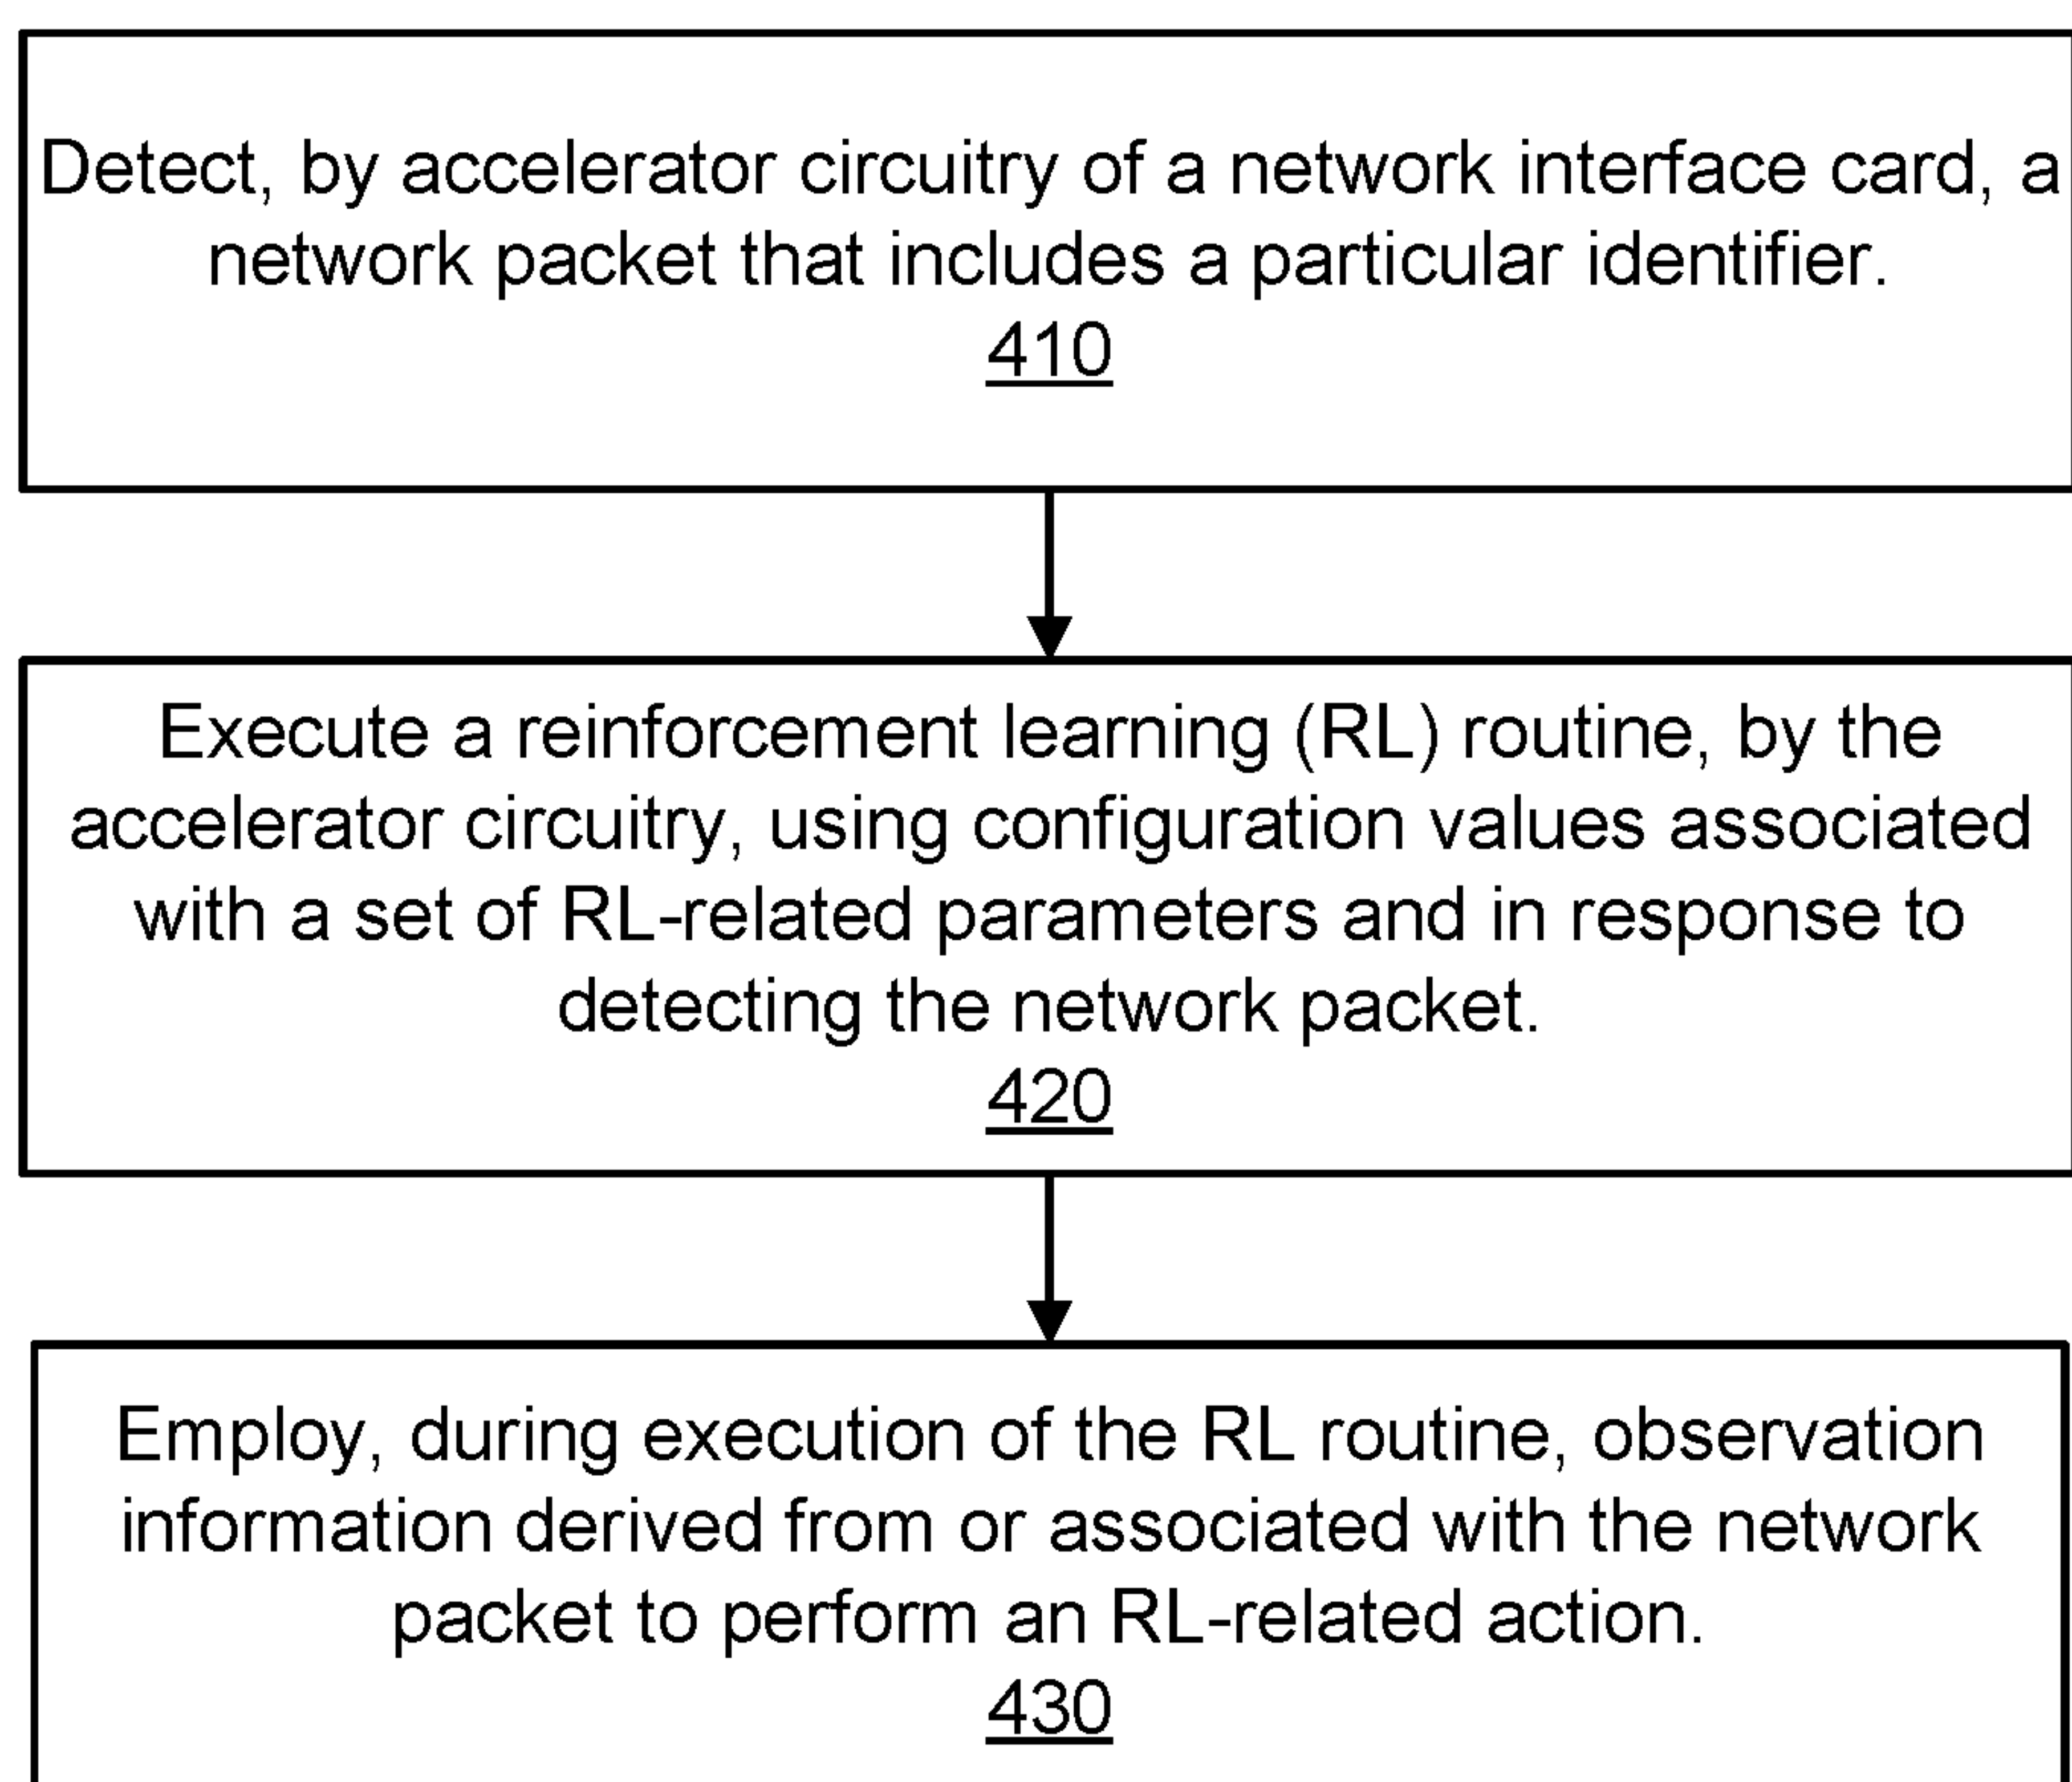 Detect, by accelerator circuitry of a network interface card, a
network packet that includes a particular identifier.
410
Execute a reinforcement learning (RL) routine, by the
accelerator circuitry, using configuration values associated
with a set of RL-related parameters and in response to
detecting the network packet.
420
Employ, during execution of the RL routine, observation
information derived from or associated with the network
packet to perform an RL-related action.
430